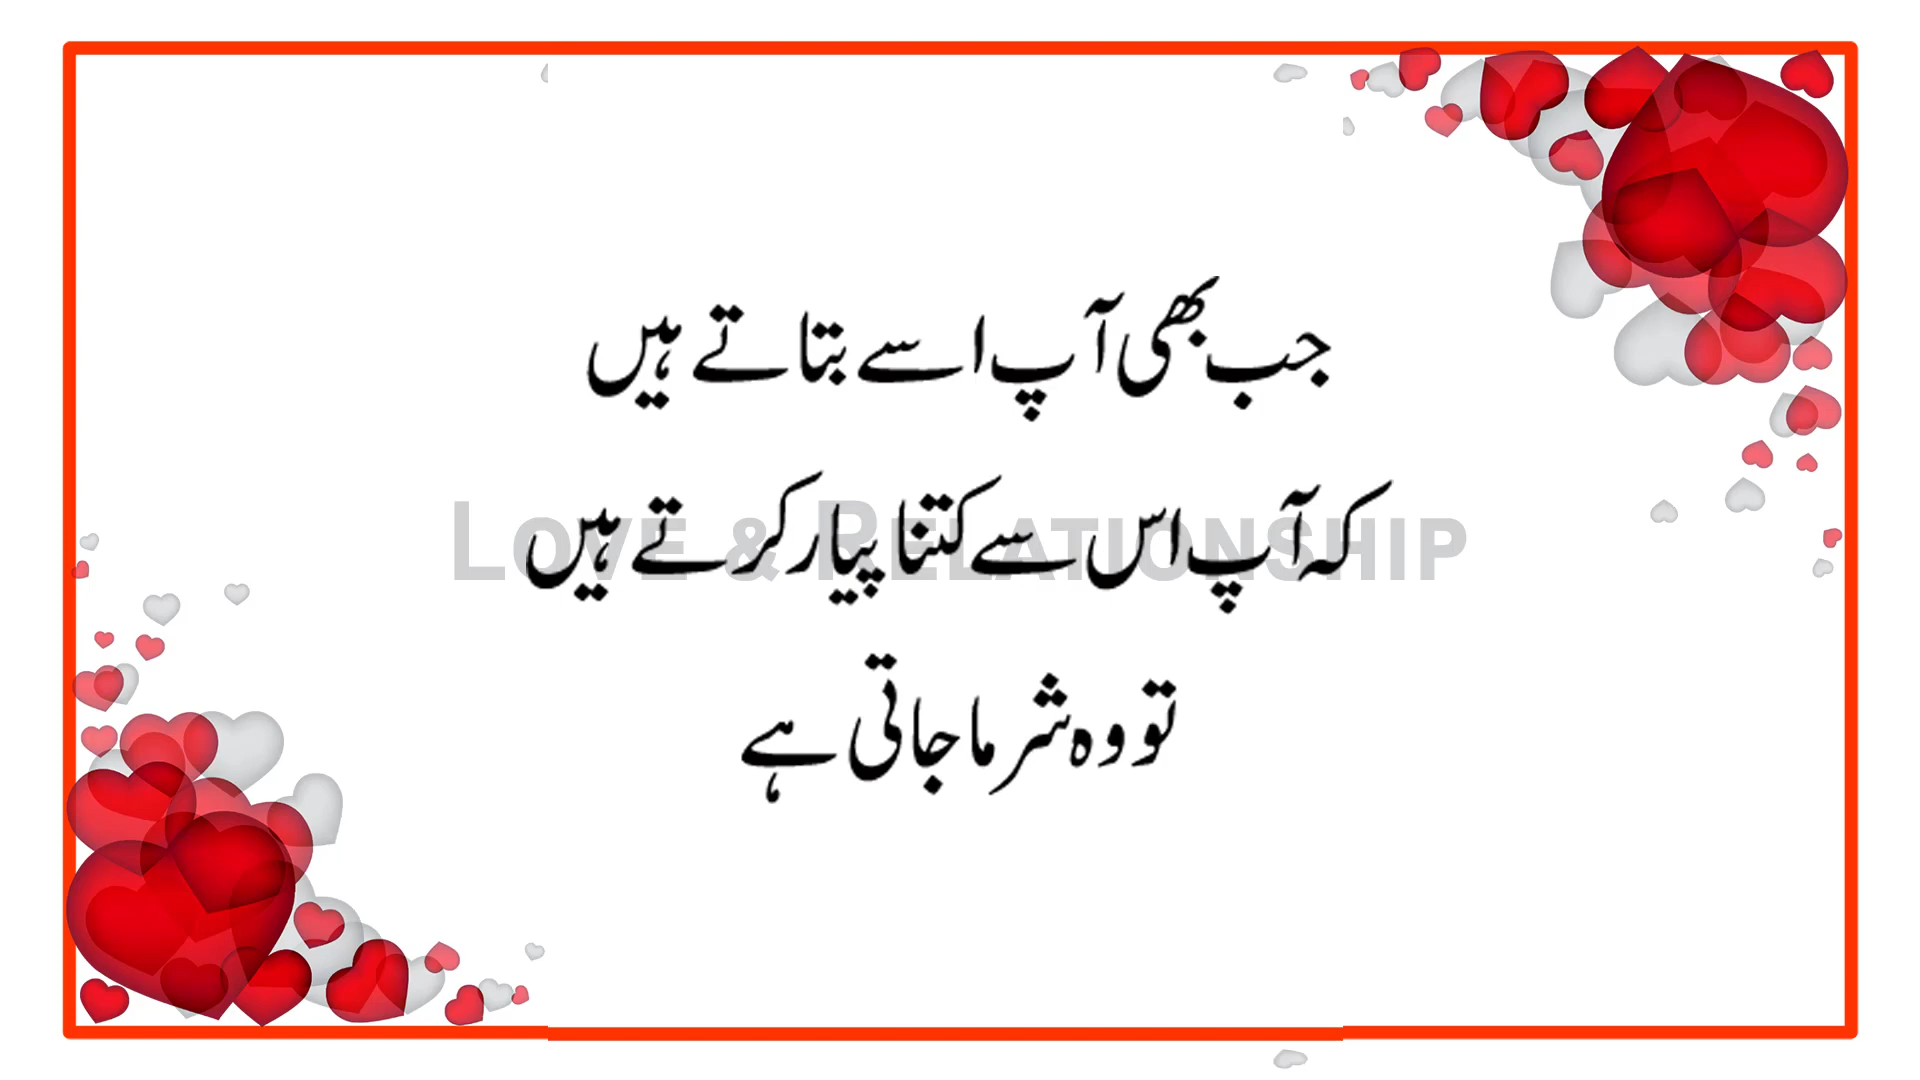 جب بھی آپ اسے بتاتے ہیں
کہ آپ اس سے کتنا پیار کرتے ہیں
LOVE & RELATIONSHIP
تو وہ شرما جاتی ہے